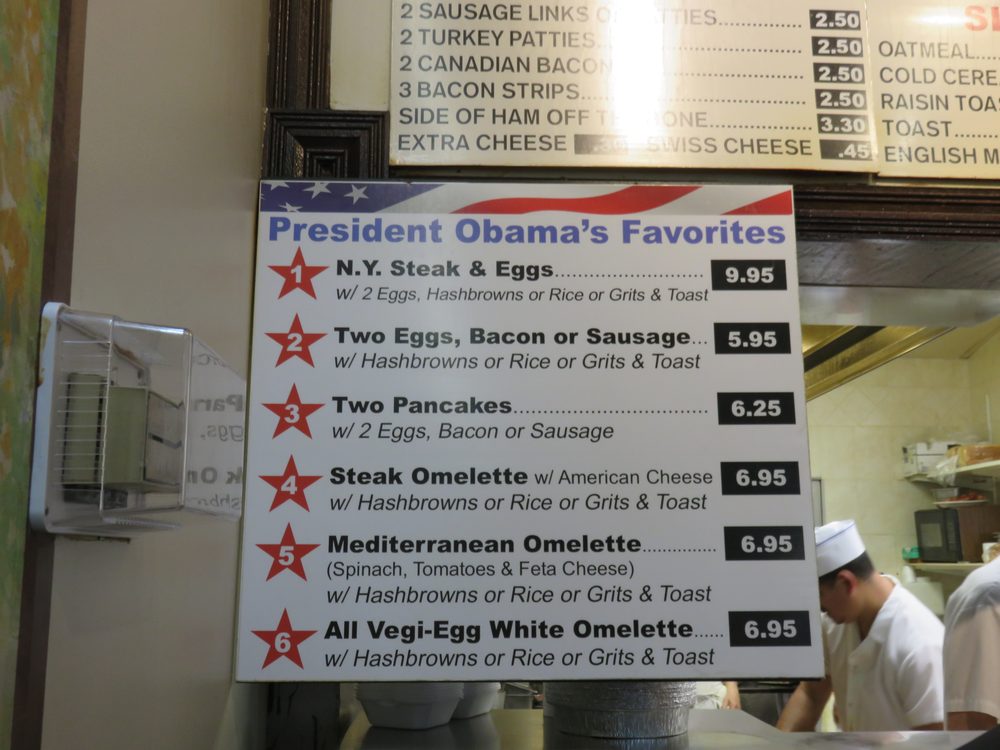 2 SAUSAGE LINKS OR PATTIES 2.50
2 TURKEY PATTIES 2.50
2 CANADIAN BACON 2.50
3 BACON STRIPS 2.50
SIDE OF HAM OFF THE BONE 3.30
EXTRA CHEESE SWISS CHEESE .45
OATMEAL
COLD CERE
RAISIN TOA
TOAST
ENGLISH M
President Obama's Favorites
1 N.Y. Steak & Eggs 9.95
w/ 2 Eggs, Hashbrowns or Rice or Grits & Toast
2 Two Eggs, Bacon or Sausage... 5.95
w/ Hashbrowns or Rice or Grits & Toast
3 Two Pancakes 6.25
w/ 2 Eggs, Bacon or Sausage
4 Steak Omelette w/ American Cheese 6.95
w/ Hashbrowns or Rice or Grits & Toast
5 Mediterranean Omelette 6.95
(Spinach, Tomatoes & Feta Cheese)
w/ Hashbrowns or Rice or Grits & Toast
6 All Vegi-Egg White Omelette 6.95
w/ Hashbrowns or Rice or Grits & Toast